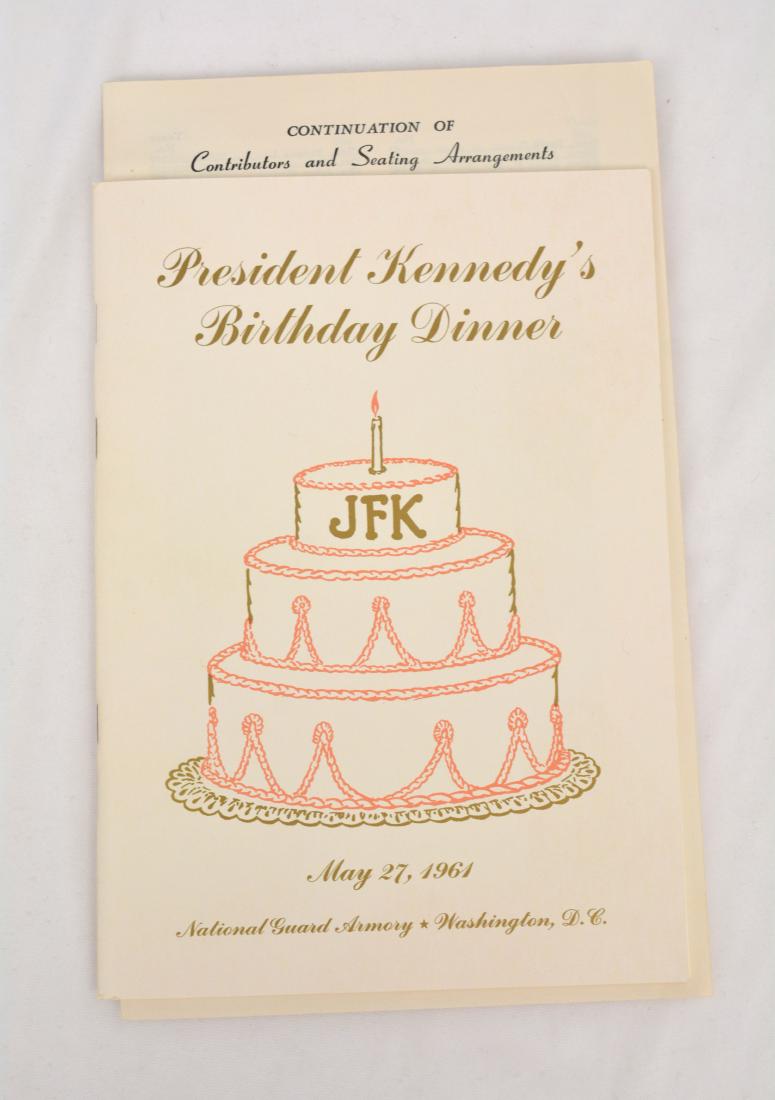 CONTINUATION OF
Contributors and Seating Arrangements
President Kennedy's
Birthday Dinner
JFK
May 27, 1961
National Guard Armory ★ Washington, D.C.